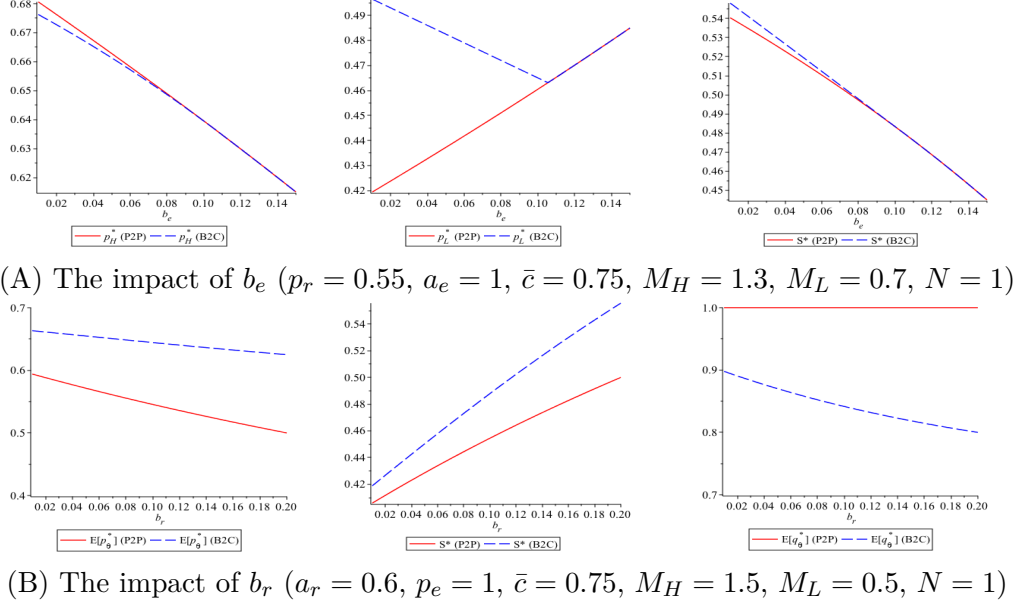 0.68
0.67
0.66
0.65
0.64
0.63
0.62
0.02 0.04 0.06 0.08 0.10 0.12 0.14
b_e
p_H^* (P2P) p_H^* (B2C)
0.49
0.48
0.47
0.46
0.45
0.44
0.43
0.42
0.02 0.04 0.06 0.08 0.10 0.12 0.14
b_e
p_L^* (P2P) p_L^* (B2C)
0.54
0.53
0.52
0.51
0.50
0.49
0.48
0.47
0.46
0.45
0.02 0.04 0.06 0.08 0.10 0.12 0.14
b_e
S* (P2P) S* (B2C)
(A) The impact of b_e (p_r = 0.55, a_e = 1, c̄ = 0.75, M_H = 1.3, M_L = 0.7, N = 1)
0.7
0.6
0.5
0.4
0.02 0.04 0.06 0.08 0.10 0.12 0.14 0.16 0.18 0.20
b_r
E[p_θ^*] (P2P) E[p_θ^*] (B2C)
0.54
0.52
0.50
0.48
0.46
0.44
0.42
0.02 0.04 0.06 0.08 0.10 0.12 0.14 0.16 0.18 0.20
b_r
S* (P2P) S* (B2C)
1.0
0.9
0.8
0.7
0.02 0.04 0.06 0.08 0.10 0.12 0.14 0.16 0.18 0.20
b_r
E[q_θ^*] (P2P) E[q_θ^*] (B2C)
(B) The impact of b_r (a_r = 0.6, p_e = 1, c̄ = 0.75, M_H = 1.5, M_L = 0.5, N = 1)